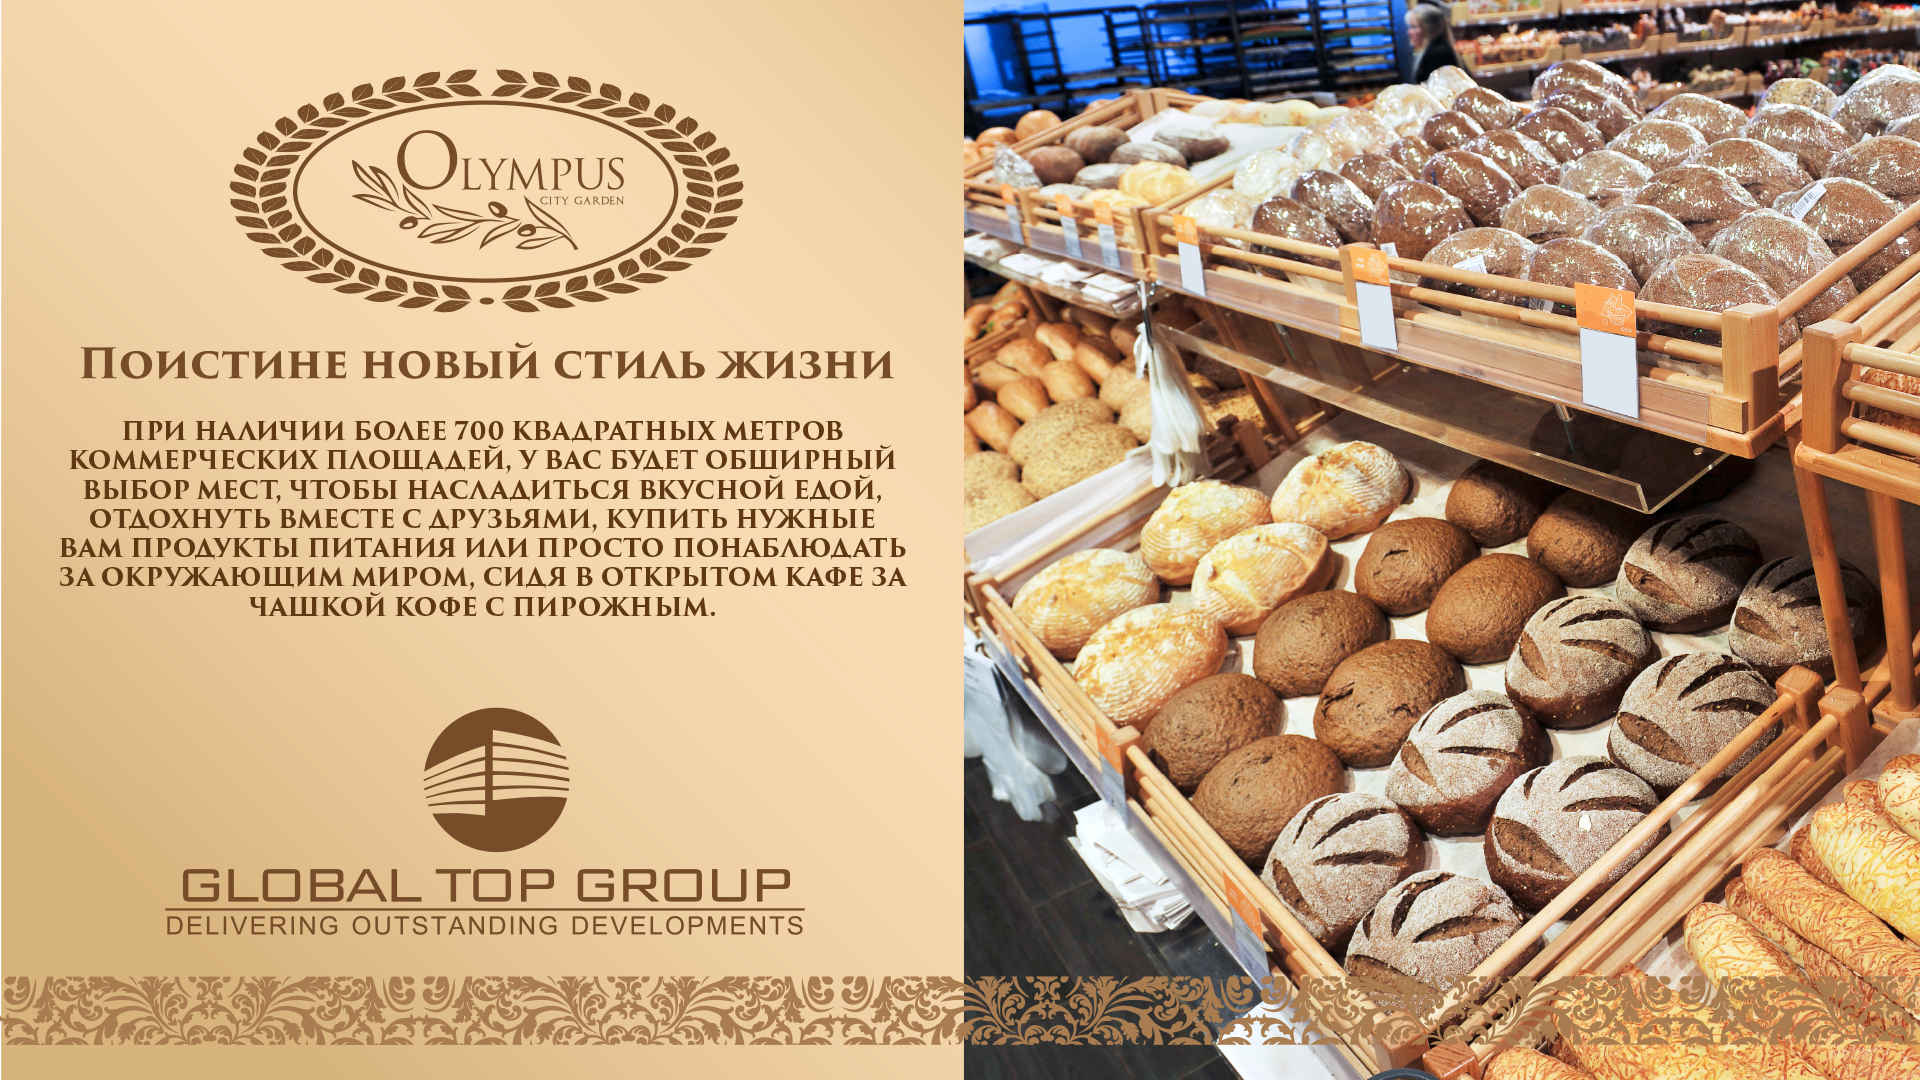 OLYMPUS
CITY GARDEN
ПОИСТИНЕ НОВЫЙ СТИЛЬ ЖИЗНИ
ПРИ НАЛИЧИИ БОЛЕЕ 700 КВАДРАТНЫХ МЕТРОВ
КОММЕРЧЕСКИХ ПЛОЩАДЕЙ, У ВАС БУДЕТ ОБШИРНЫЙ
ВЫБОР МЕСТ, ЧТОБЫ НАСЛАДИТЬСЯ ВКУСНОЙ ЕДОЙ,
ОТДОХНУТЬ ВМЕСТЕ С ДРУЗЬЯМИ, КУПИТЬ НУЖНЫЕ
ВАМ ПРОДУКТЫ ПИТАНИЯ ИЛИ ПРОСТО ПОНАБЛЮДАТЬ
ЗА ОКРУЖАЮЩИМ МИРОМ, СИДЯ В ОТКРЫТОМ КАФЕ ЗА
ЧАШКОЙ КОФЕ С ПИРОЖНЫМ.
GLOBAL TOP GROUP
DELIVERING OUTSTANDING DEVELOPMENTS